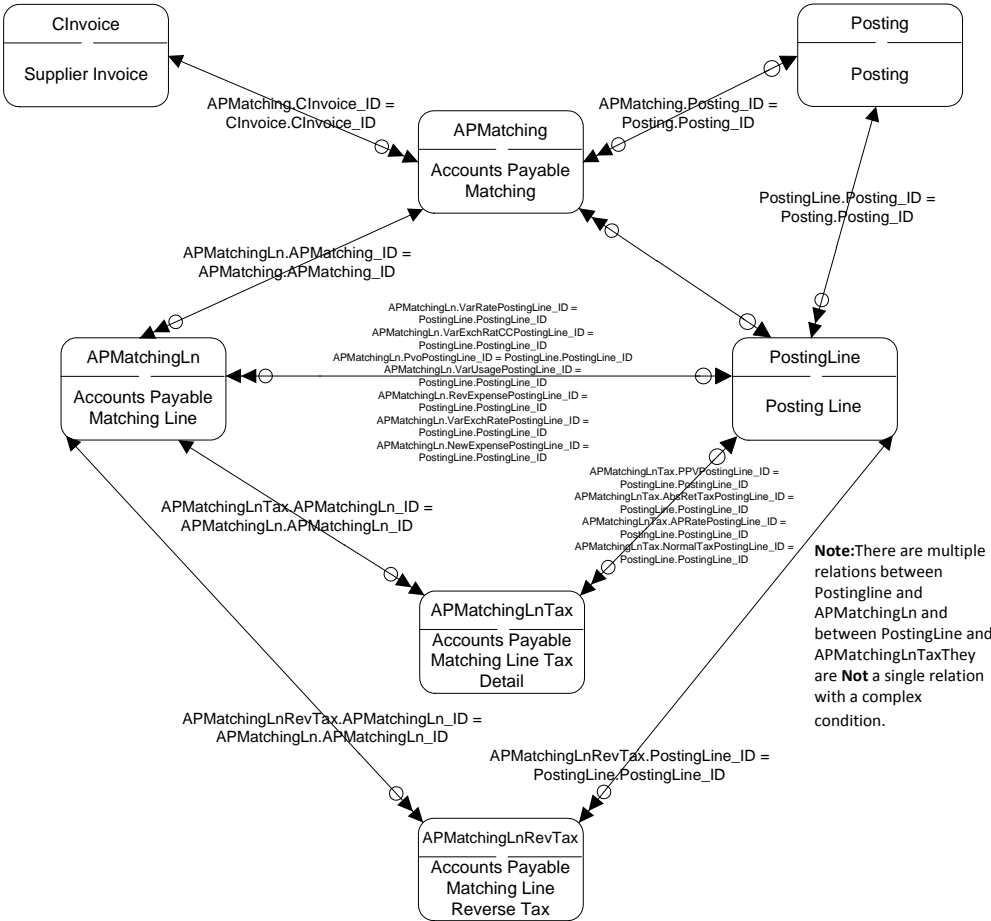 CInvoice
Supplier Invoice
Posting
Posting
APMatching.CInvoice_ID =
CInvoice.CInvoice_ID
APMatching.Posting_ID =
Posting.Posting_ID
APMatching
Accounts Payable
Matching
PostingLine.Posting_ID =
Posting.Posting_ID
APMatchingLn.APMatching_ID =
APMatching.APMatching_ID
APMatchingLn.VarRatePostingLine_ID =
PostingLine.PostingLine_ID
APMatchingLn.VarExchRatCCPostingLine_ID =
PostingLine.PostingLine_ID
APMatchingLn.PvoPostingLine_ID = PostingLine.PostingLine_ID
APMatchingLn.VarUsagePostingLine_ID =
PostingLine.PostingLine_ID
APMatchingLn.RevExpensePostingLine_ID =
PostingLine.PostingLine_ID
APMatchingLn.VarExchRatePostingLine_ID =
PostingLine.PostingLine_ID
APMatchingLn.NewExpensePostingLine_ID =
PostingLine.PostingLine_ID
APMatchingLn
Accounts Payable
Matching Line
PostingLine
Posting Line
APMatchingLnTax.PPVPostingLine_ID =
PostingLine.PostingLine_ID
APMatchingLnTax.AbsRetTaxPostingLine_ID =
PostingLine.PostingLine_ID
APMatchingLnTax.APRatePostingLine_ID =
PostingLine.PostingLine_ID
APMatchingLnTax.NormalTaxPostingLine_ID =
PostingLine.PostingLine_ID
APMatchingLnTax.APMatchingLn_ID =
APMatchingLn.APMatchingLn_ID
Note:There are multiple
relations between
Postingline and
APMatchingLn and
between PostingLine and
APMatchingLnTaxThey
are Not a single relation
with a complex
condition.
APMatchingLnTax
Accounts Payable
Matching Line Tax
Detail
APMatchingLnRevTax.APMatchingLn_ID =
APMatchingLn.APMatchingLn_ID
APMatchingLnRevTax.PostingLine_ID =
PostingLine.PostingLine_ID
APMatchingLnRevTax
Accounts Payable
Matching Line
Reverse Tax